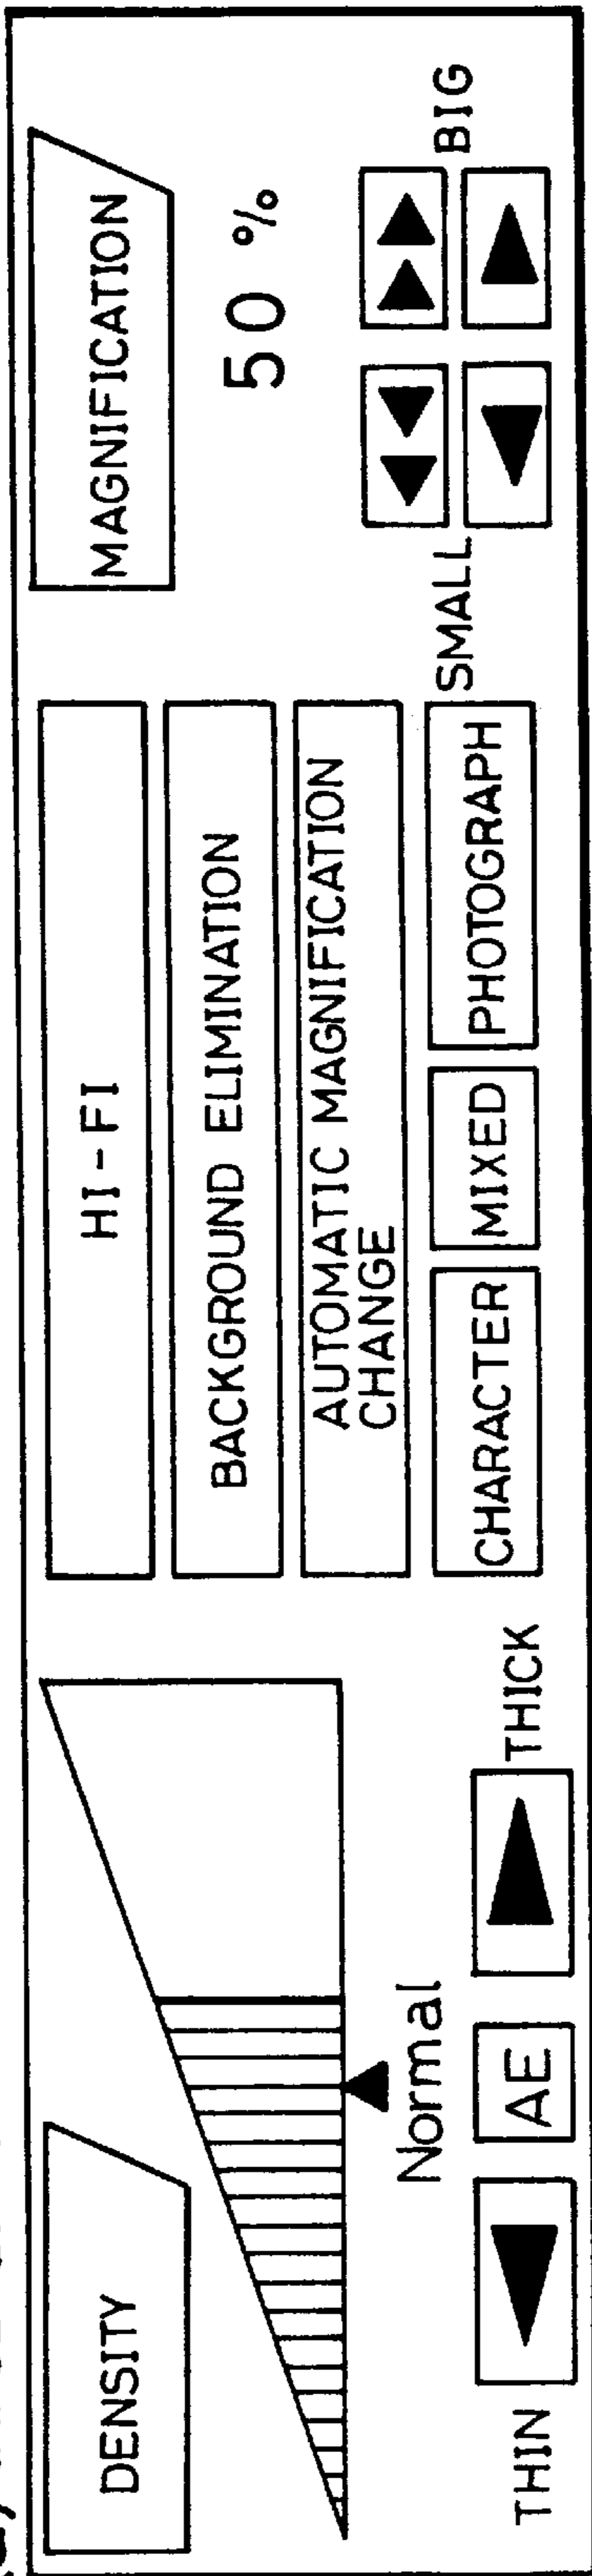 DENSITY
Normal
THIN
AE
THICK
HI-FI
BACKGROUND ELIMINATION
AUTOMATIC MAGNIFICATION
CHANGE
CHARACTER
MIXED
PHOTOGRAPH
MAGNIFICATION
50 %
SMALL
BIG